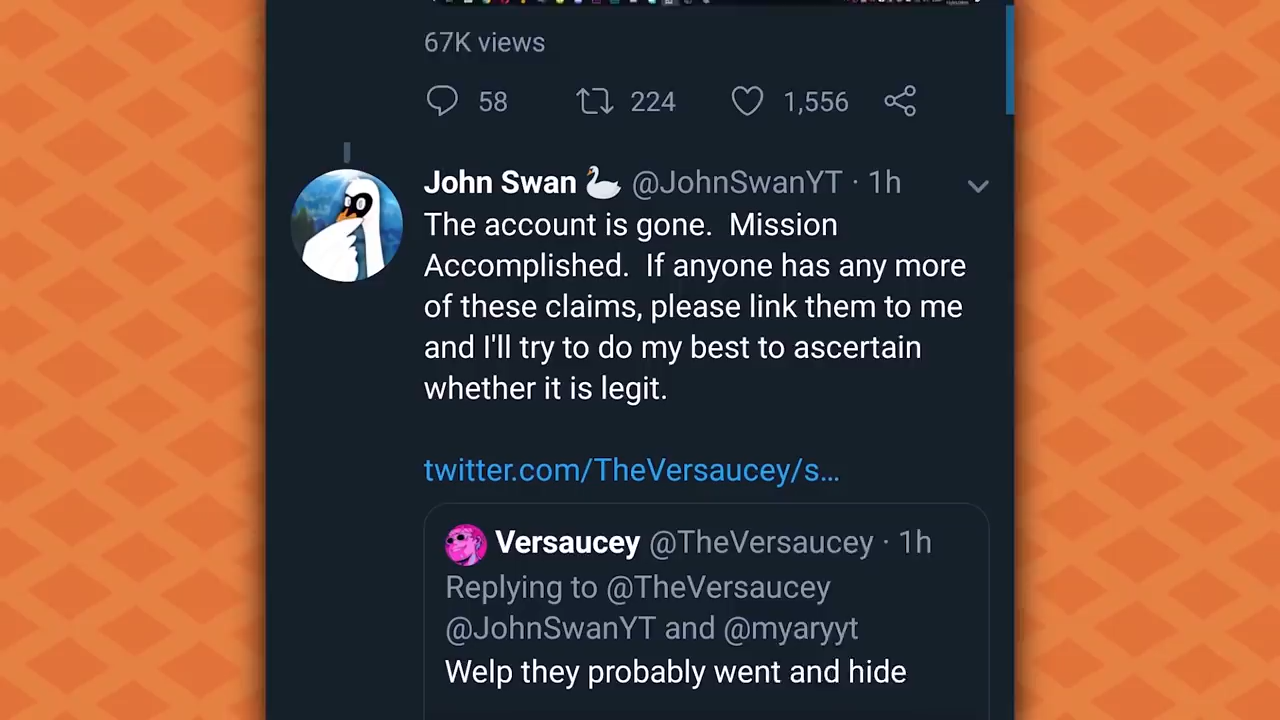 67K views
58 224 1,556
John Swan 🦢 @JohnSwanYT · 1h
The account is gone.  Mission
Accomplished.  If anyone has any more
of these claims, please link them to me
and I'll try to do my best to ascertain
whether it is legit.
twitter.com/TheVersaucey/s...
Versaucey @TheVersaucey · 1h
Replying to @TheVersaucey
@JohnSwanYT and @myaryyt
Welp they probably went and hide